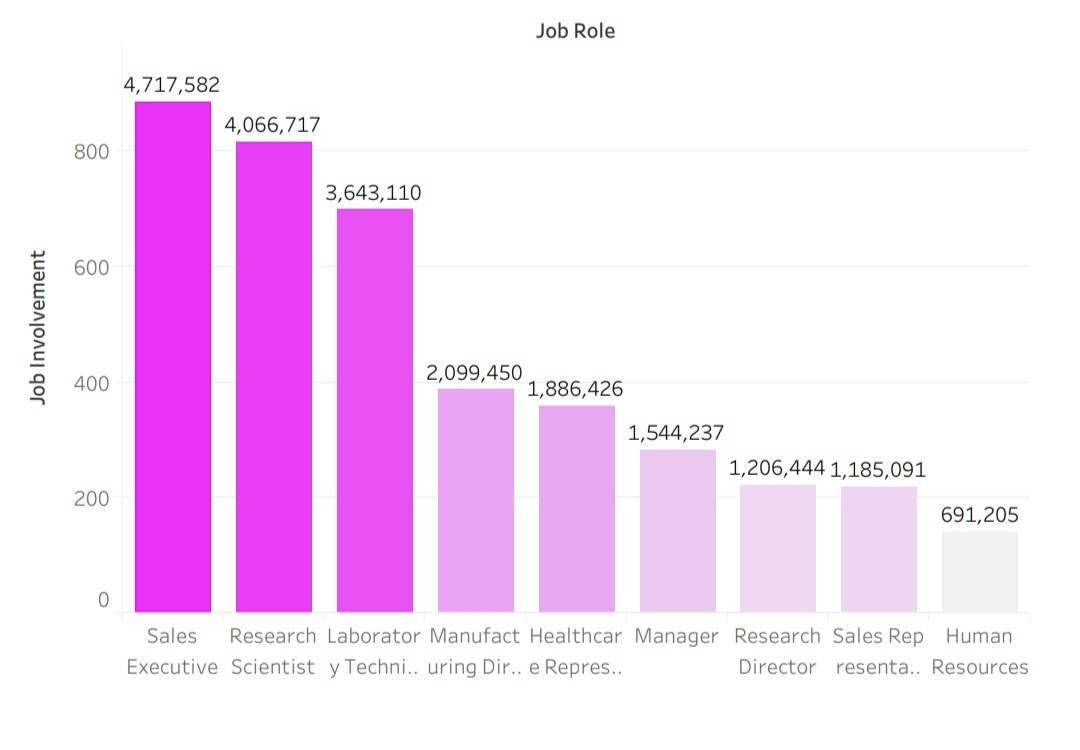 Job Role
4,717,582
4,066,717
3,643,110
2,099,450
1,886,426
1,544,237
1,206,444
1,185,091
691,205
Job Involvement
800
600
400
200
0
Sales
Executive
Research
Scientist
Laborator
y Techni..
Manufact
uring Dir..
Healthcar
e Repres..
Manager
Research
Director
Sales Rep
resenta..
Human
Resources